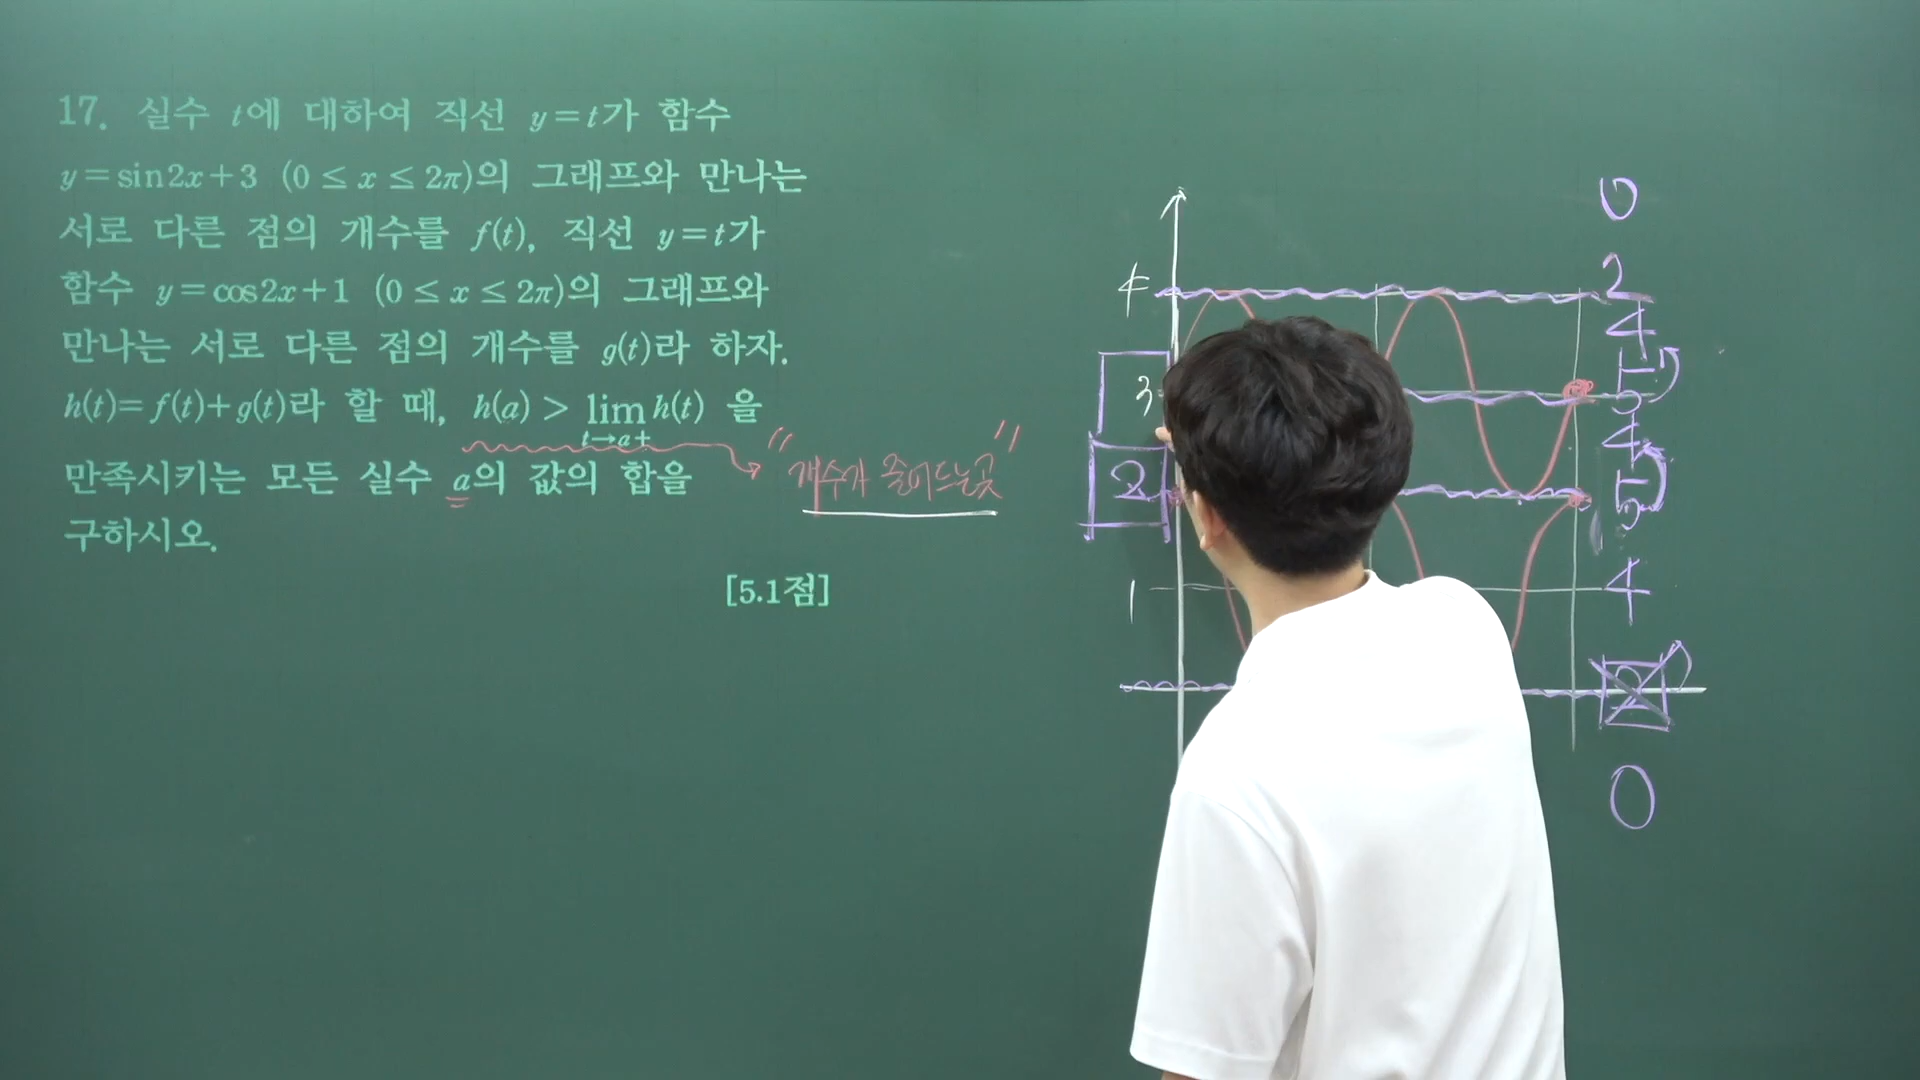 17. 실수 t에 대하여 직선 y=t가 함수
y=sin2x+3 (0≤x≤2π)의 그래프와 만나는
서로 다른 점의 개수를 f(t), 직선 y=t가
함수 y=cos2x+1 (0≤x≤2π)의 그래프와
만나는 서로 다른 점의 개수를 g(t)라 하자.
h(t)=f(t)+g(t)라 할 때, h(a)>lim h(t) 을
t→a+
만족시키는 모든 실수 a의 값의 합을
구하시오.
[5.1점]
"개수가 줄어드는 곳"
4
3
2
1
0
2
4
5
4
5
4
2
0